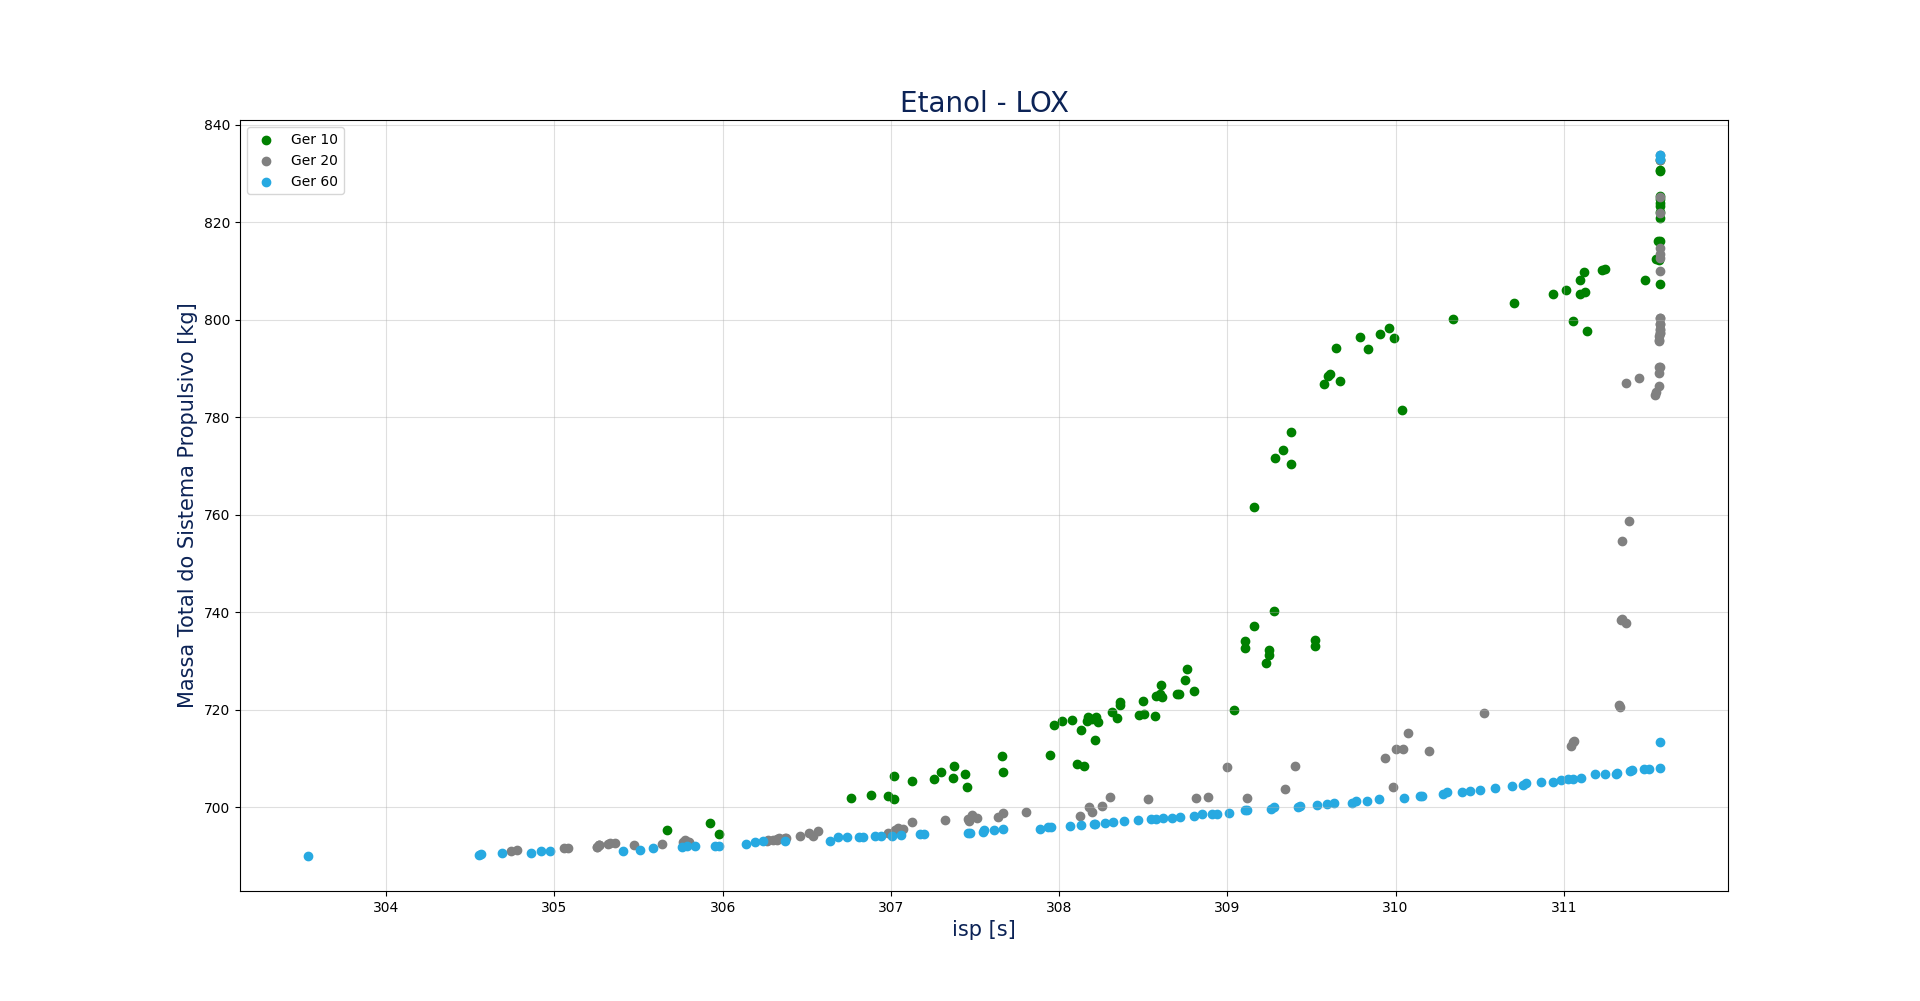 Etanol - LOX
Ger 10
Ger 20
Ger 60
Massa Total do Sistema Propulsivo [kg]
840
820
800
780
760
740
720
700
304 305 306 307 308 309 310 311
isp [s]